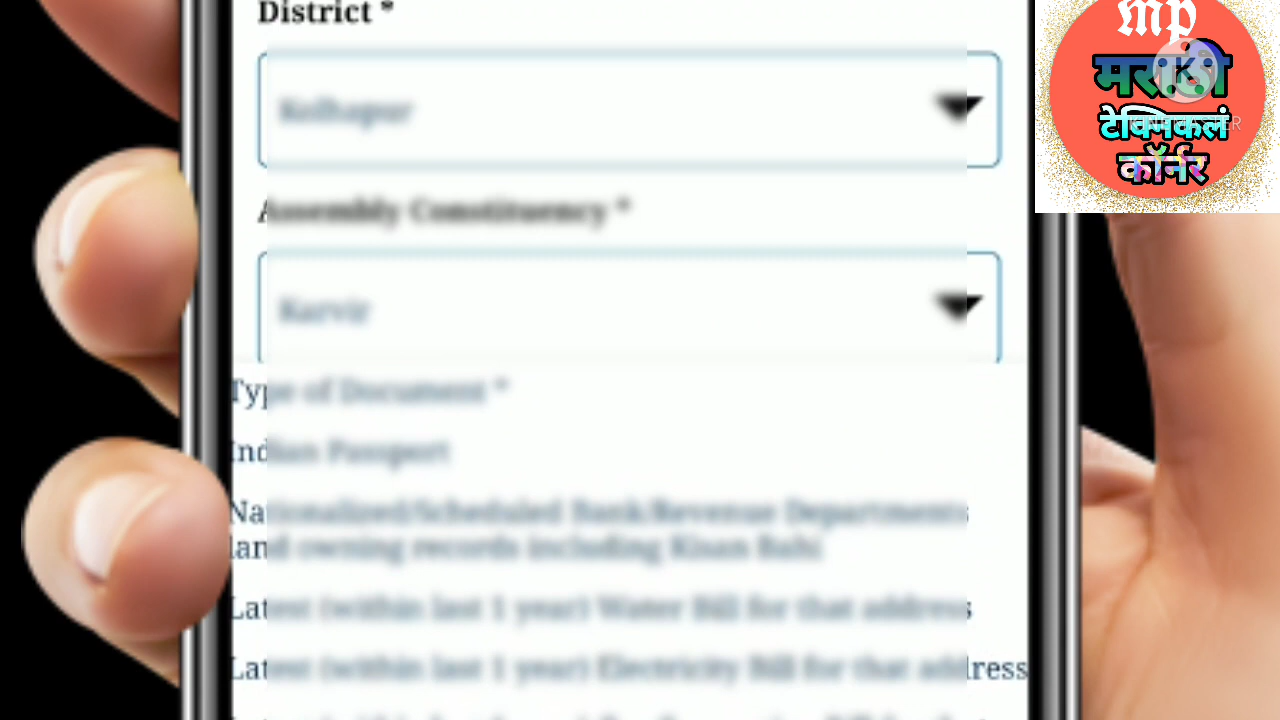 District *
Kolhapur
Assembly Constituency *
Karvir
Type of Document *
Indian Passport
Nationalized/Scheduled Bank/Revenue Departments
land owning records including Kisan Bahi
Latest (within last 1 year) Water Bill for that address
Latest (within last 1 year) Electricity Bill for that address
mp
मराठी
टेक्निकलं
कॉर्नर